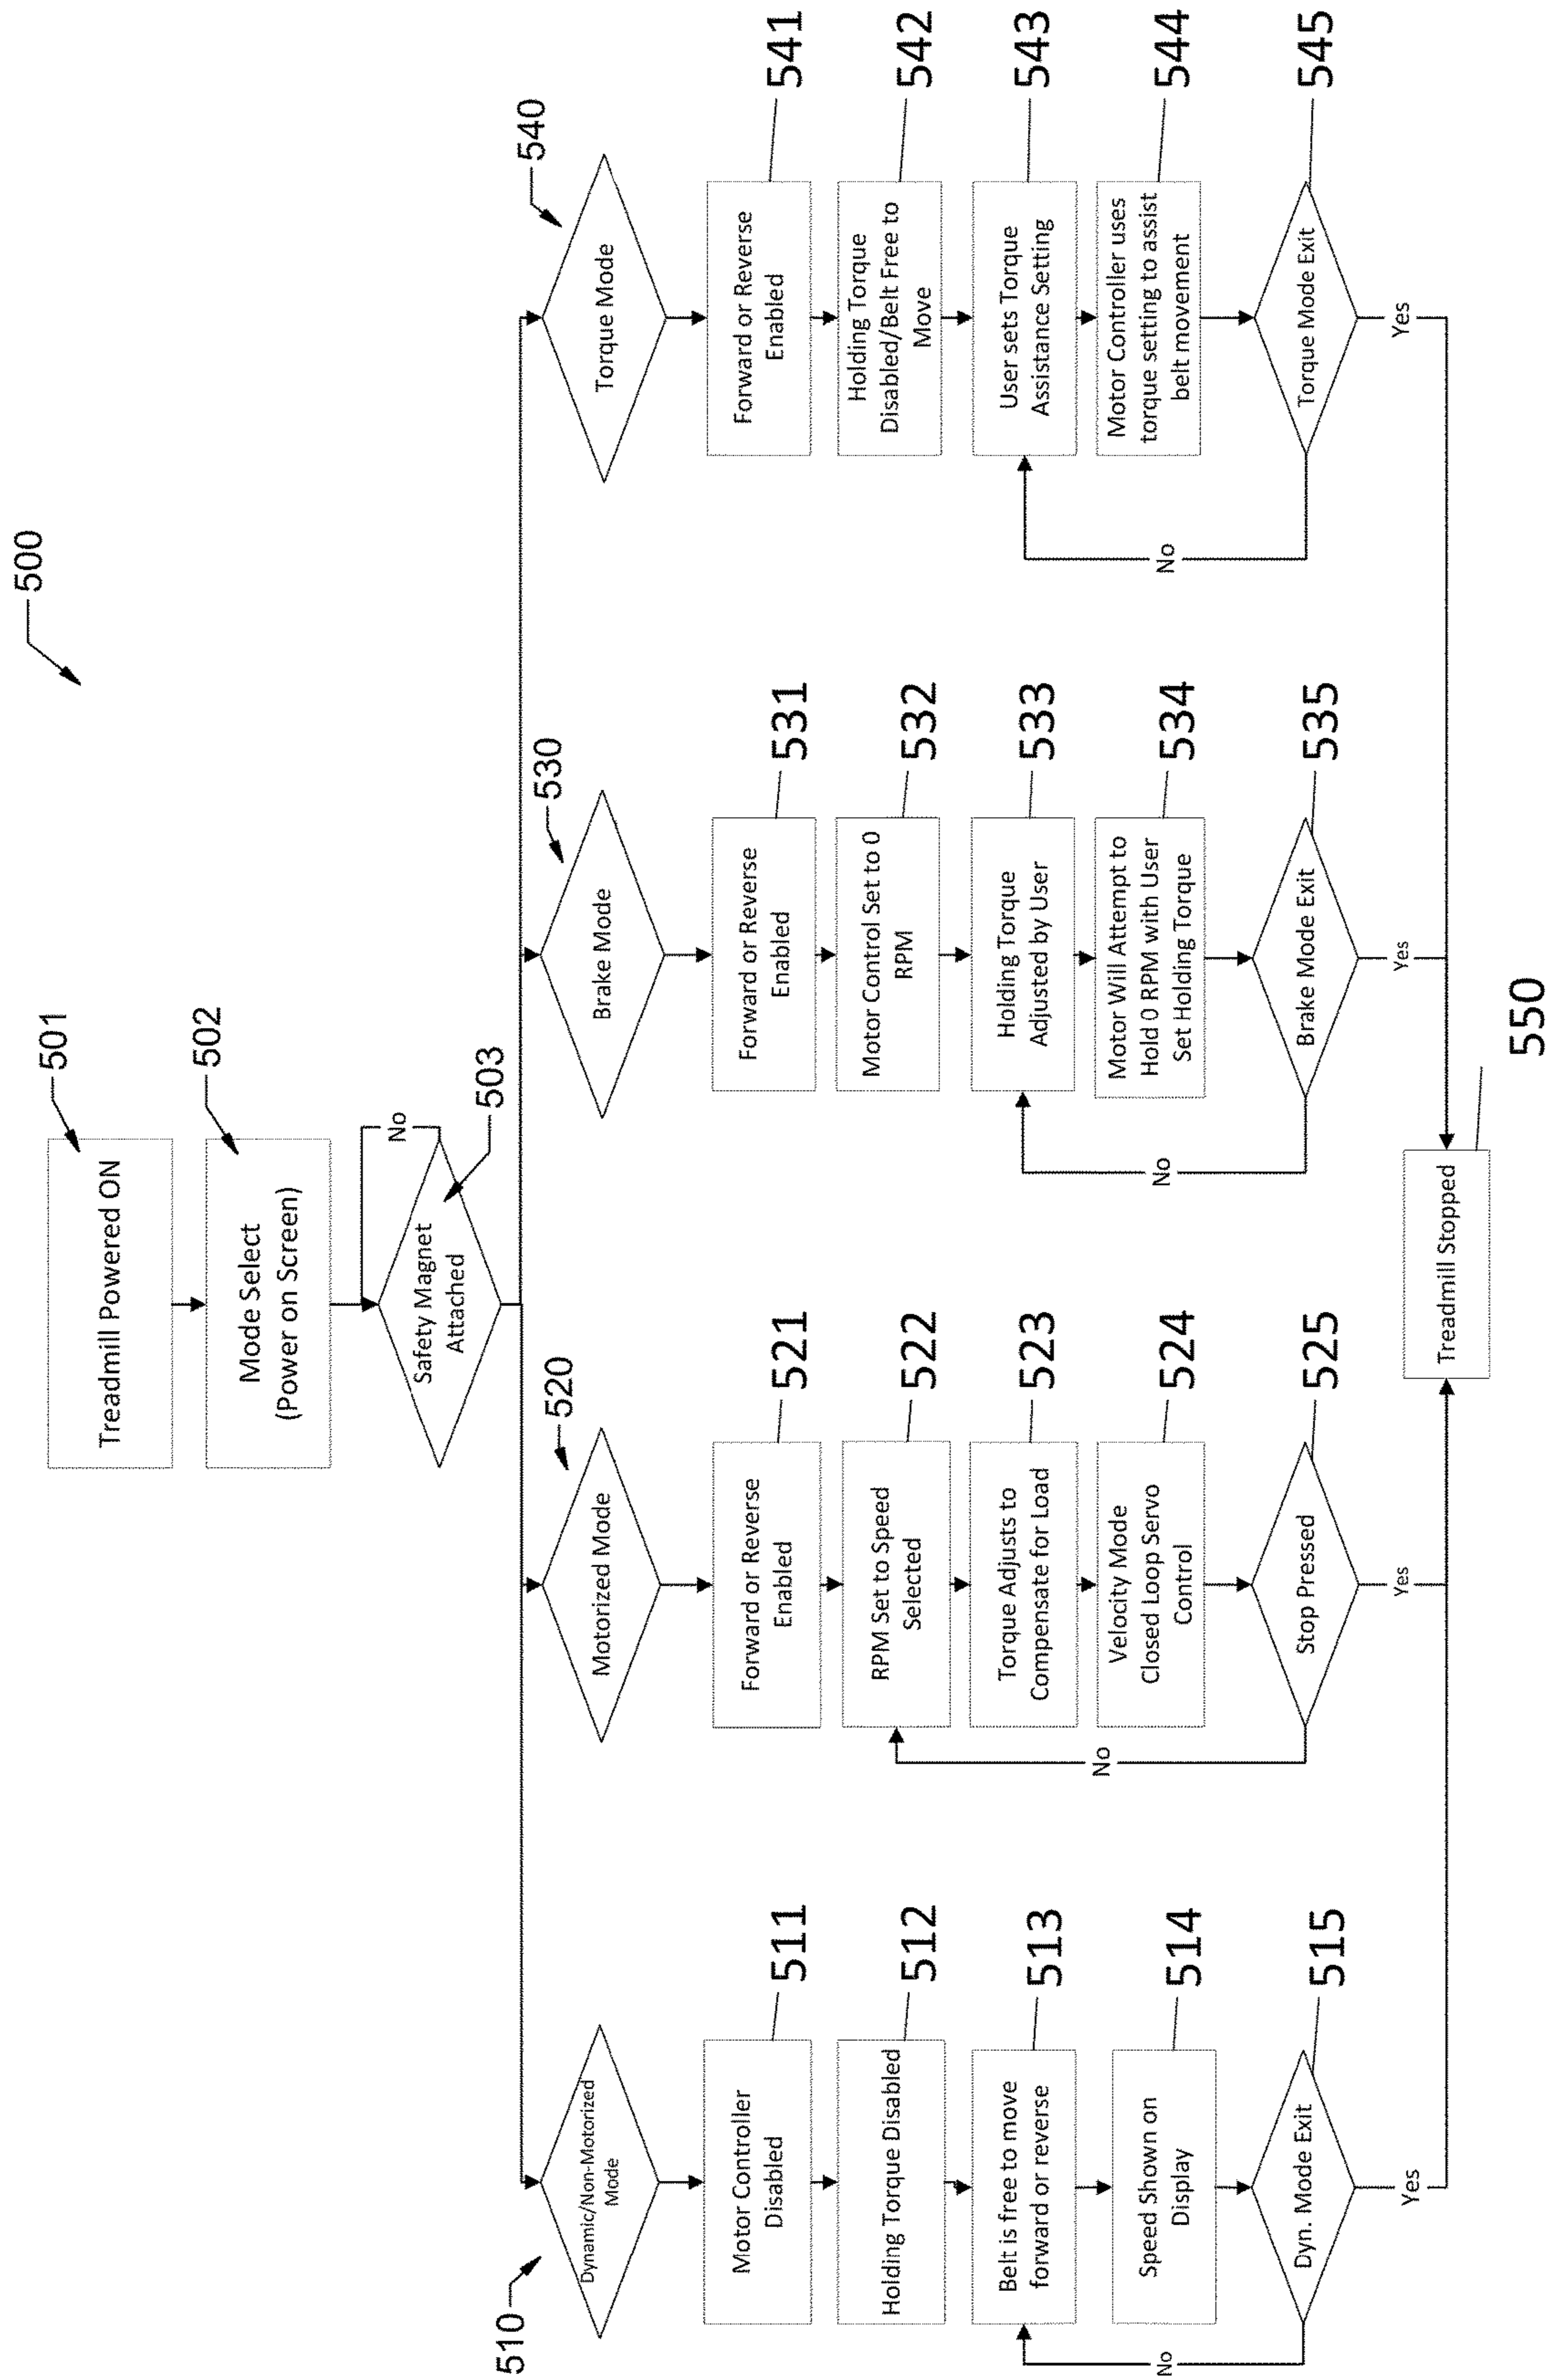 500
501
Treadmill Powered ON
502
Mode Select
(Power on Screen)
503
Safety Magnet
Attached
No
510
Dynamic/Non-Motorized
Mode
511
Motor Controller
Disabled
512
Holding Torque Disabled
513
Belt is free to move
forward or reverse
514
Speed Shown on
Display
515
Dyn. Mode Exit
No
Yes
520
Motorized Mode
521
Forward or Reverse
Enabled
522
RPM Set to Speed
Selected
523
Torque Adjusts to
Compensate for Load
524
Velocity Mode
Closed Loop Servo
Control
525
Stop Pressed
No
Yes
530
Brake Mode
531
Forward or Reverse
Enabled
532
Motor Control Set to 0
RPM
533
Holding Torque
Adjusted by User
534
Motor Will Attempt to
Hold 0 RPM with User
Set Holding Torque
535
Brake Mode Exit
No
Yes
540
Torque Mode
541
Forward or Reverse
Enabled
542
Holding Torque
Disabled/Belt Free to
Move
543
User sets Torque
Assistance Setting
544
Motor Controller uses
torque setting to assist
belt movement
545
Torque Mode Exit
No
Yes
Treadmill Stopped
550